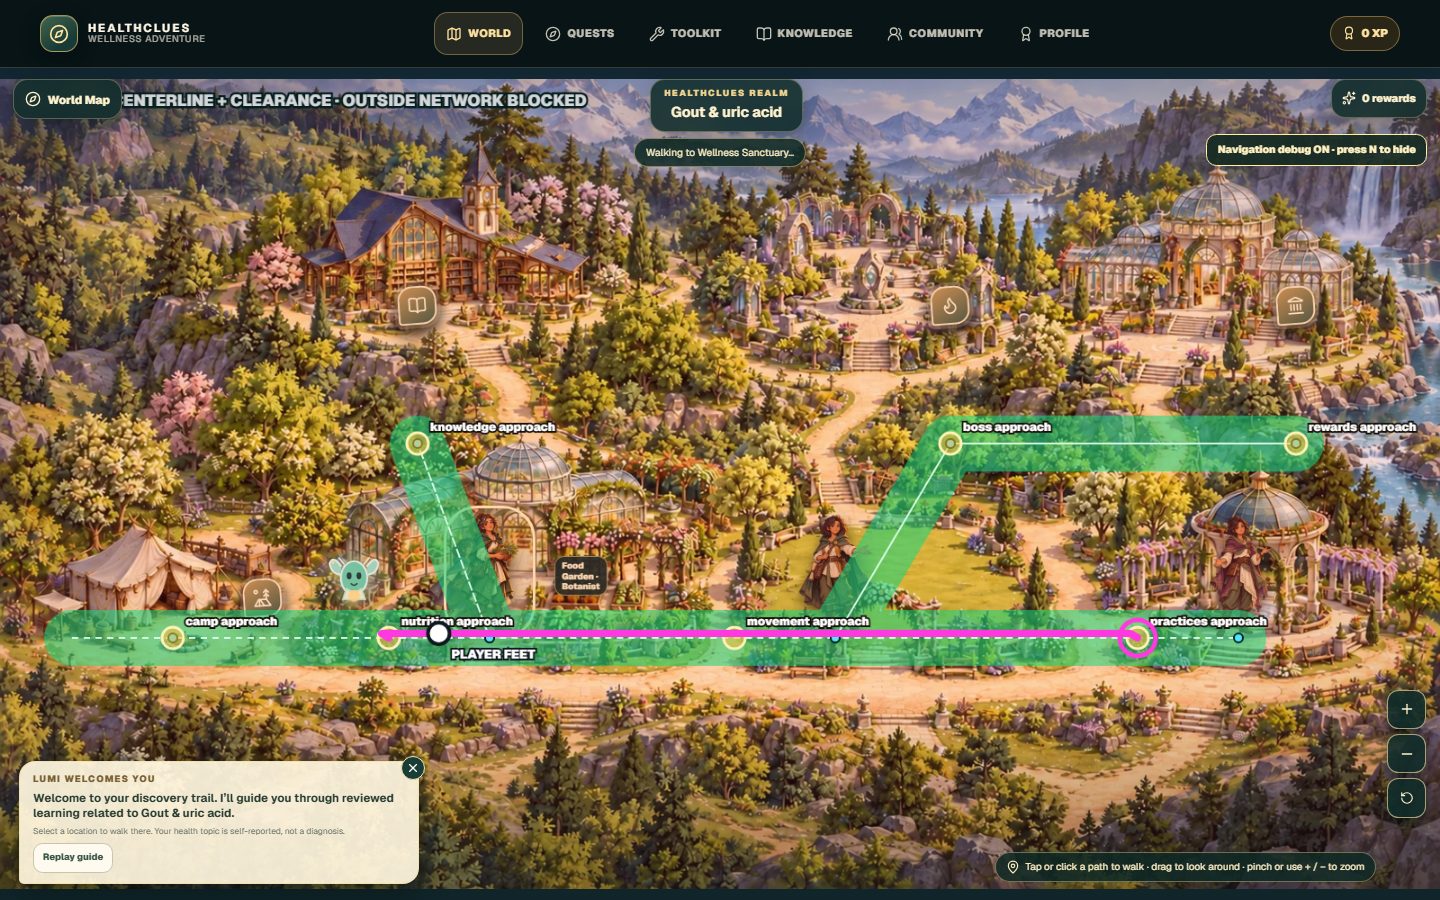 HEALTHCLUES
WELLNESS ADVENTURE
WORLD
QUESTS
TOOLKIT
KNOWLEDGE
COMMUNITY
PROFILE
0 XP
World Map
CENTERLINE + CLEARANCE · OUTSIDE NETWORK BLOCKED
HEALTHCLUES REALM
Gout & uric acid
Walking to Wellness Sanctuary...
0 rewards
Navigation debug ON · press N to hide
knowledge approach
boss approach
rewards approach
Food
Garden ·
Botanist
camp approach
nutrition approach
movement approach
practices approach
PLAYER FEET
LUMI WELCOMES YOU
Welcome to your discovery trail. I'll guide you through reviewed
learning related to Gout & uric acid.
Select a location to walk there. Your health topic is self-reported, not a diagnosis.
Replay guide
Tap or click a path to walk · drag to look around · pinch or use + / − to zoom